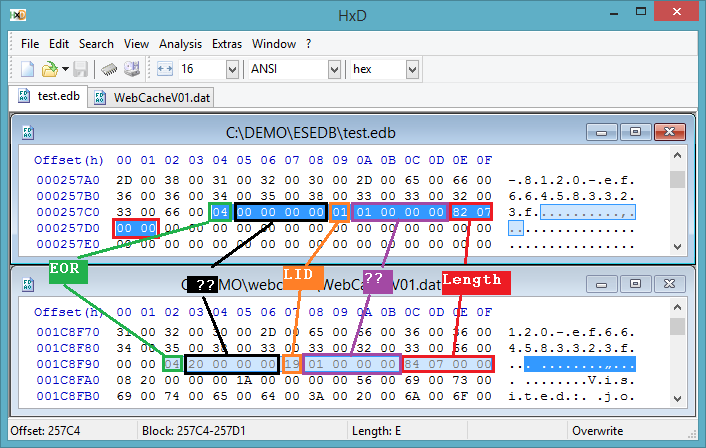 HxD
File Edit Search View Analysis Extras Window ?
16 ANSI hex
test.edb WebCacheV01.dat
C:\DEMO\ESEDB\test.edb
Offset(h) 00 01 02 03 04 05 06 07 08 09 0A 0B 0C 0D 0E 0F
000257A0 2D 00 38 00 31 00 32 00 30 00 2D 00 65 00 66 00 -.8.1.2.0.-.e.f.
000257B0 36 00 36 00 34 00 35 00 38 00 33 00 33 00 32 00 6.6.4.5.8.3.3.2.
000257C0 33 00 66 00 04 00 00 00 00 01 01 00 00 00 82 07 3.f...........‚.
000257D0 00 00 00 00 00 00 00 00 00 00 00 00 00 00 00 00 ................
000257E0 00 00 00 00 00 00 00 00 00 00 00 00 00 00 00 00 ................
EOR ?? LID ?? Length
MO\webc WebCacheV01.dat
Offset(h) 00 01 02 03 04 05 06 07 08 09 0A 0B 0C 0D 0E 0F
001C8F70 31 00 32 00 30 00 2D 00 65 00 66 00 36 00 36 00 1.2.0.-.e.f.6.6.
001C8F80 34 00 35 00 38 00 33 00 33 00 32 00 33 00 66 00 4.5.8.3.3.2.3.f.
001C8F90 00 00 04 20 00 00 00 19 01 00 00 00 84 07 00 00 ... ........„...
001C8FA0 08 20 00 00 00 1A 00 00 00 00 56 00 69 00 73 00 . ........V.i.s.
001C8FB0 69 00 74 00 65 00 64 00 3A 00 20 00 6A 00 6F 00 i.t.e.d.:. .j.o.
Offset: 257C4 Block: 257C4-257D1 Length: E Overwrite